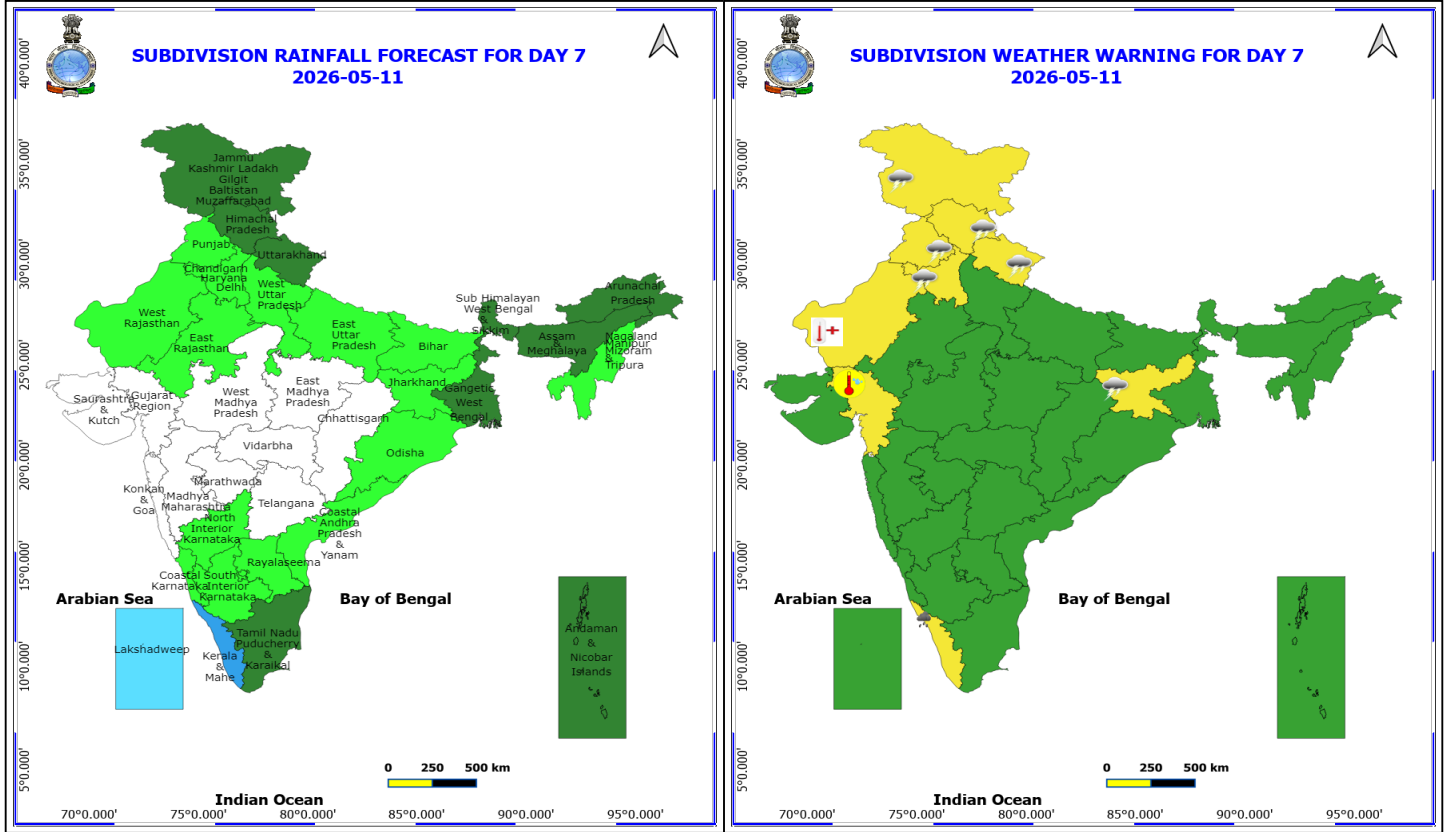 SUBDIVISION RAINFALL FORECAST FOR DAY 7
2026-05-11
40°0.000'
35°0.000'
30°0.000'
25°0.000'
20°0.000'
15°0.000'
10°0.000'
5°0.000'
Jammu
Kashmir Ladakh
Gilgit
Baltistan
Muzaffarabad
Himachal
Pradesh
Punjab
Uttarakhand
Chandigarh
Haryana
Delhi
West
Uttar
Pradesh
West
Rajasthan
East
Rajasthan
East
Uttar
Pradesh
Bihar
Sub Himalayan
West Bengal
&
Sikkim
Arunachal
Pradesh
Assam
&
Meghalaya
Nagaland
Manipur
Mizoram
&
Tripura
Jharkhand
Gangetic
West
Bengal
Saurashtra
&
Kutch
Gujarat
Region
West
Madhya
Pradesh
East
Madhya
Pradesh
Chhattisgarh
Vidarbha
Odisha
Konkan
&
Goa
Madhya
Maharashtra
Marathwada
Telangana
North
Interior
Karnataka
Coastal
Andhra
Pradesh
&
Yanam
Rayalaseema
Coastal
Karnataka
South
Interior
Karnataka
Arabian Sea
Bay of Bengal
Lakshadweep
Kerala
&
Mahe
Tamil Nadu
Puducherry
&
Karaikal
Andaman
&
Nicobar
Islands
0 250 500 km
Indian Ocean
70°0.000' 75°0.000' 80°0.000' 85°0.000' 90°0.000' 95°0.000'
SUBDIVISION WEATHER WARNING FOR DAY 7
2026-05-11
40°0.000'
35°0.000'
30°0.000'
25°0.000'
20°0.000'
15°0.000'
10°0.000'
5°0.000'
Arabian Sea
Bay of Bengal
0 250 500 km
Indian Ocean
70°0.000' 75°0.000' 80°0.000' 85°0.000' 90°0.000' 95°0.000'